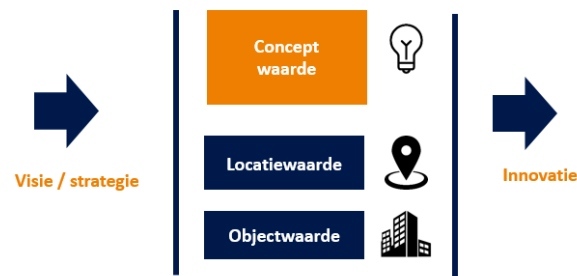 Visie / strategie
Concept
waarde
Locatiewaarde
Objectwaarde
Innovatie